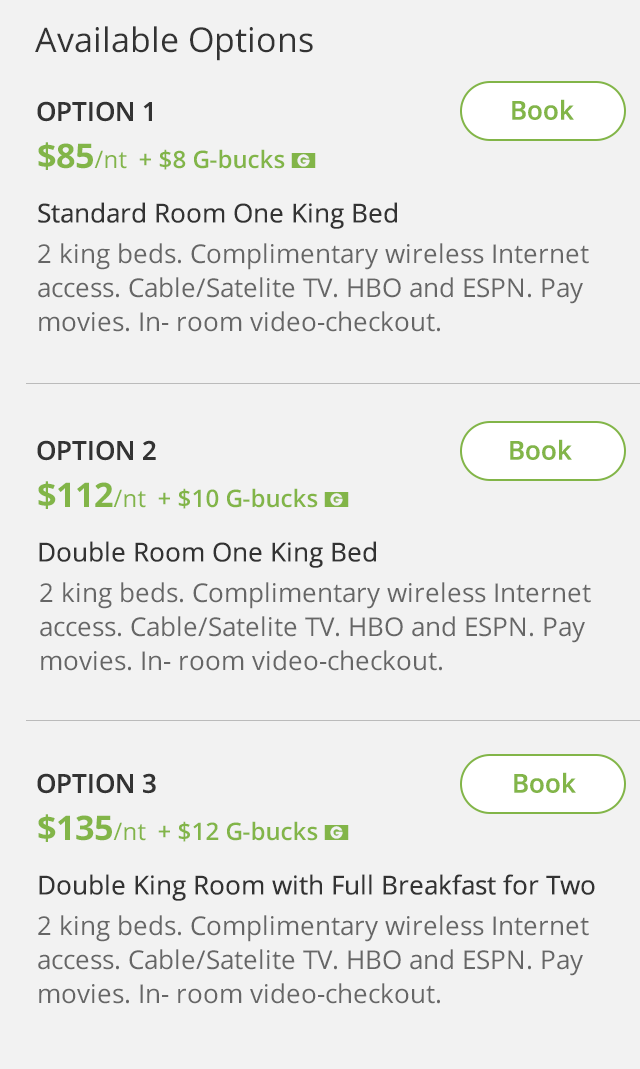 Available Options
OPTION 1
Book
$85/nt + $8 G-bucks G
Standard Room One King Bed
2 king beds. Complimentary wireless Internet
access. Cable/Satelite TV. HBO and ESPN. Pay
movies. In- room video-checkout.
OPTION 2
Book
$112/nt + $10 G-bucks G
Double Room One King Bed
2 king beds. Complimentary wireless Internet
access. Cable/Satelite TV. HBO and ESPN. Pay
movies. In- room video-checkout.
OPTION 3
Book
$135/nt + $12 G-bucks G
Double King Room with Full Breakfast for Two
2 king beds. Complimentary wireless Internet
access. Cable/Satelite TV. HBO and ESPN. Pay
movies. In- room video-checkout.